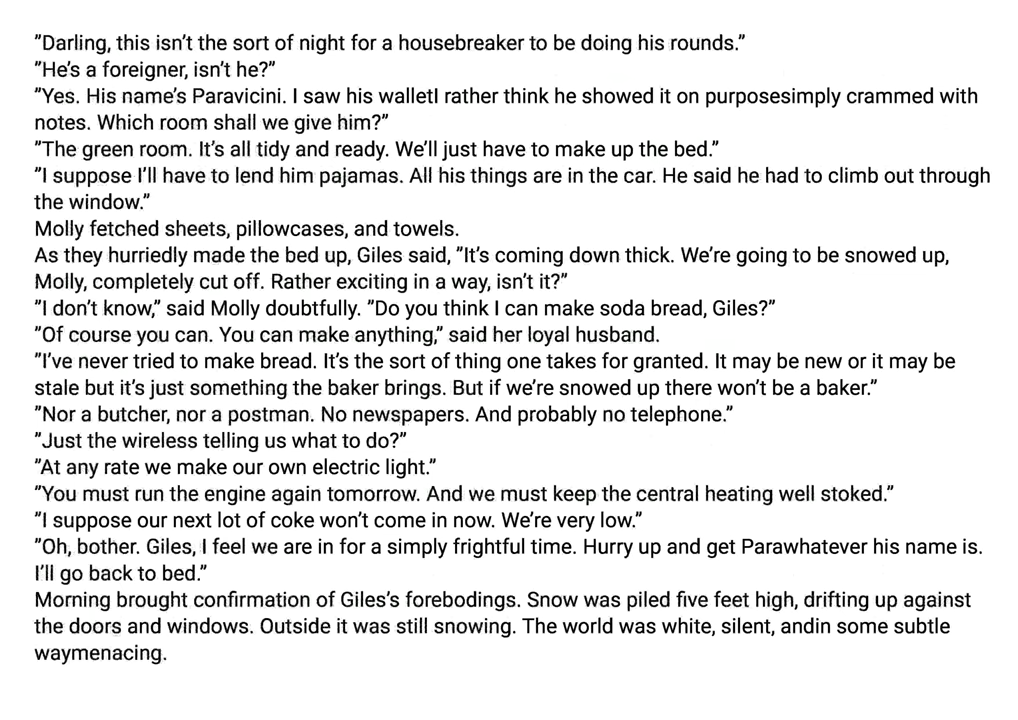 "Darling, this isn't the sort of night for a housebreaker to be doing his rounds."
"He's a foreigner, isn't he?"
"Yes. His name's Paravicini. I saw his walletI rather think he showed it on purposesimply crammed with
notes. Which room shall we give him?"
"The green room. It's all tidy and ready. We'll just have to make up the bed."
"I suppose I'll have to lend him pajamas. All his things are in the car. He said he had to climb out through
the window."
Molly fetched sheets, pillowcases, and towels.
As they hurriedly made the bed up, Giles said, "It's coming down thick. We're going to be snowed up,
Molly, completely cut off. Rather exciting in a way, isn't it?"
"I don't know," said Molly doubtfully. "Do you think I can make soda bread, Giles?"
"Of course you can. You can make anything," said her loyal husband.
"I've never tried to make bread. It's the sort of thing one takes for granted. It may be new or it may be
stale but it's just something the baker brings. But if we're snowed up there won't be a baker."
"Nor a butcher, nor a postman. No newspapers. And probably no telephone."
"Just the wireless telling us what to do?"
"At any rate we make our own electric light."
"You must run the engine again tomorrow. And we must keep the central heating well stoked."
"I suppose our next lot of coke won't come in now. We're very low."
"Oh, bother. Giles, I feel we are in for a simply frightful time. Hurry up and get Parawhatever his name is.
I'll go back to bed."
Morning brought confirmation of Giles's forebodings. Snow was piled five feet high, drifting up against
the doors and windows. Outside it was still snowing. The world was white, silent, andin some subtle
waymenacing.